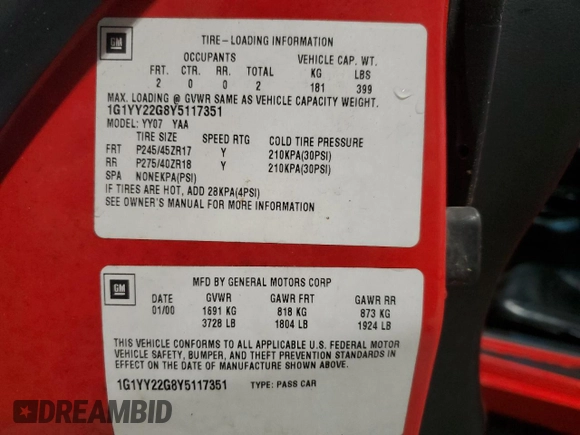 GM
TIRE-LOADING INFORMATION
OCCUPANTS VEHICLE CAP. WT.
FRT. CTR. RR. TOTAL KG LBS
2 0 0 2 181 399
MAX. LOADING @ GVWR SAME AS VEHICLE CAPACITY WEIGHT.
1G1YY22G8Y5117351
MODEL: YY07 YAA
TIRE SIZE SPEED RTG COLD TIRE PRESSURE
FRT P245/45ZR17 Y 210KPA(30PSI)
RR P275/40ZR18 Y 210KPA(30PSI)
SPA NONEKPA(PSI)
IF TIRES ARE HOT, ADD 28KPA(4PSI)
SEE OWNER'S MANUAL FOR MORE INFORMATION
GM
MFD BY GENERAL MOTORS CORP
DATE GVWR GAWR FRT GAWR RR
01/00 1691 KG 818 KG 873 KG
3728 LB 1804 LB 1924 LB
THIS VEHICLE CONFORMS TO ALL APPLICABLE U.S. FEDERAL MOTOR
VEHICLE SAFETY, BUMPER, AND THEFT PREVENTION STANDARDS IN
EFFECT ON THE DATE OF MANUFACTURE SHOWN ABOVE.
1G1YY22G8Y5117351 TYPE: PASS CAR
DREAMBID